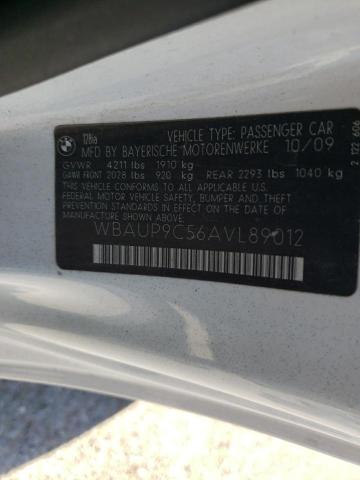 BMW
128ia
VEHICLE TYPE: PASSENGER CAR
MFD BY BAYERISCHE MOTORENWERKE 10/09
GVWR 4211 lbs 1910 kg
GAWR FRONT 2028 lbs 920 kg REAR 2293 lbs 1040 kg
THIS VEHICLE CONFORMS TO ALL APPLICABLE U.S.
FEDERAL MOTOR VEHICLE SAFETY, BUMPER, AND
THEFT PREVENTION STANDARDS IN EFFECT ON THE
DATE OF MANUFACTURE SHOWN ABOVE.
WBAUP9C56AVL89012